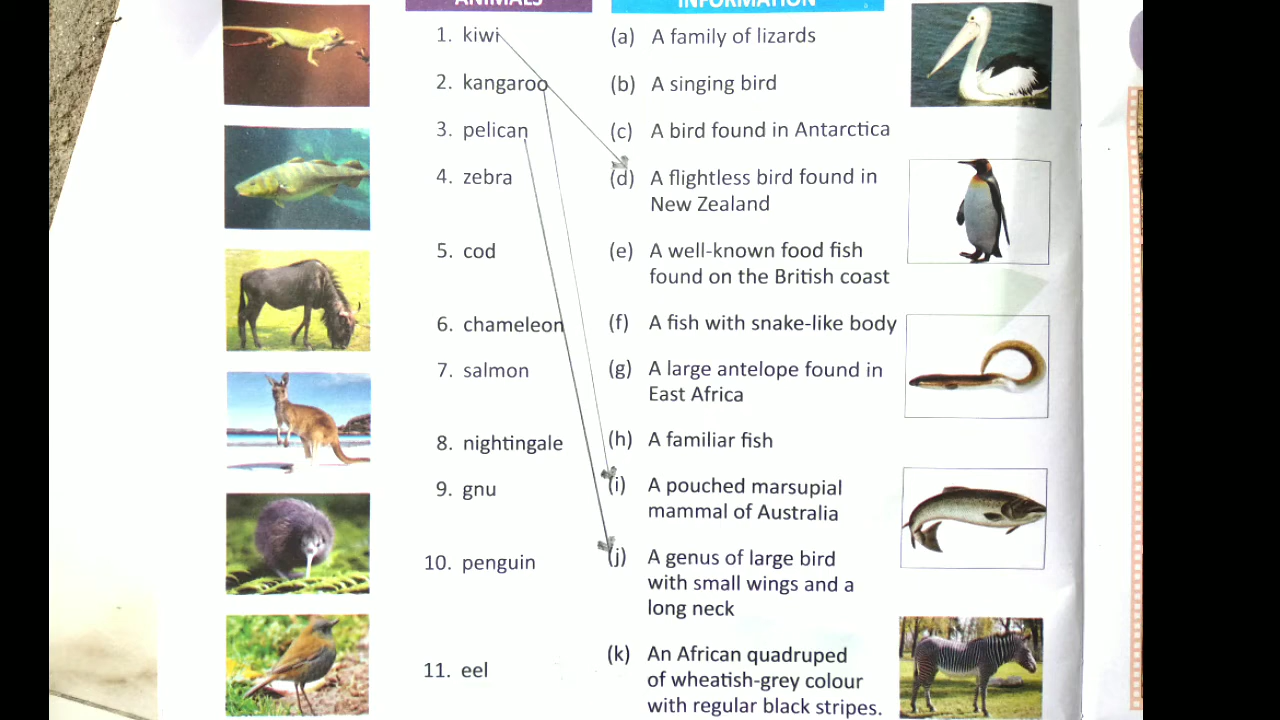 ANIMALS
INFORMATION
1. kiwi
2. kangaroo
3. pelican
4. zebra
5. cod
6. chameleon
7. salmon
8. nightingale
9. gnu
10. penguin
11. eel
(a) A family of lizards
(b) A singing bird
(c) A bird found in Antarctica
(d) A flightless bird found in
New Zealand
(e) A well-known food fish
found on the British coast
(f) A fish with snake-like body
(g) A large antelope found in
East Africa
(h) A familiar fish
(i) A pouched marsupial
mammal of Australia
(j) A genus of large bird
with small wings and a
long neck
(k) An African quadruped
of wheatish-grey colour
with regular black stripes.